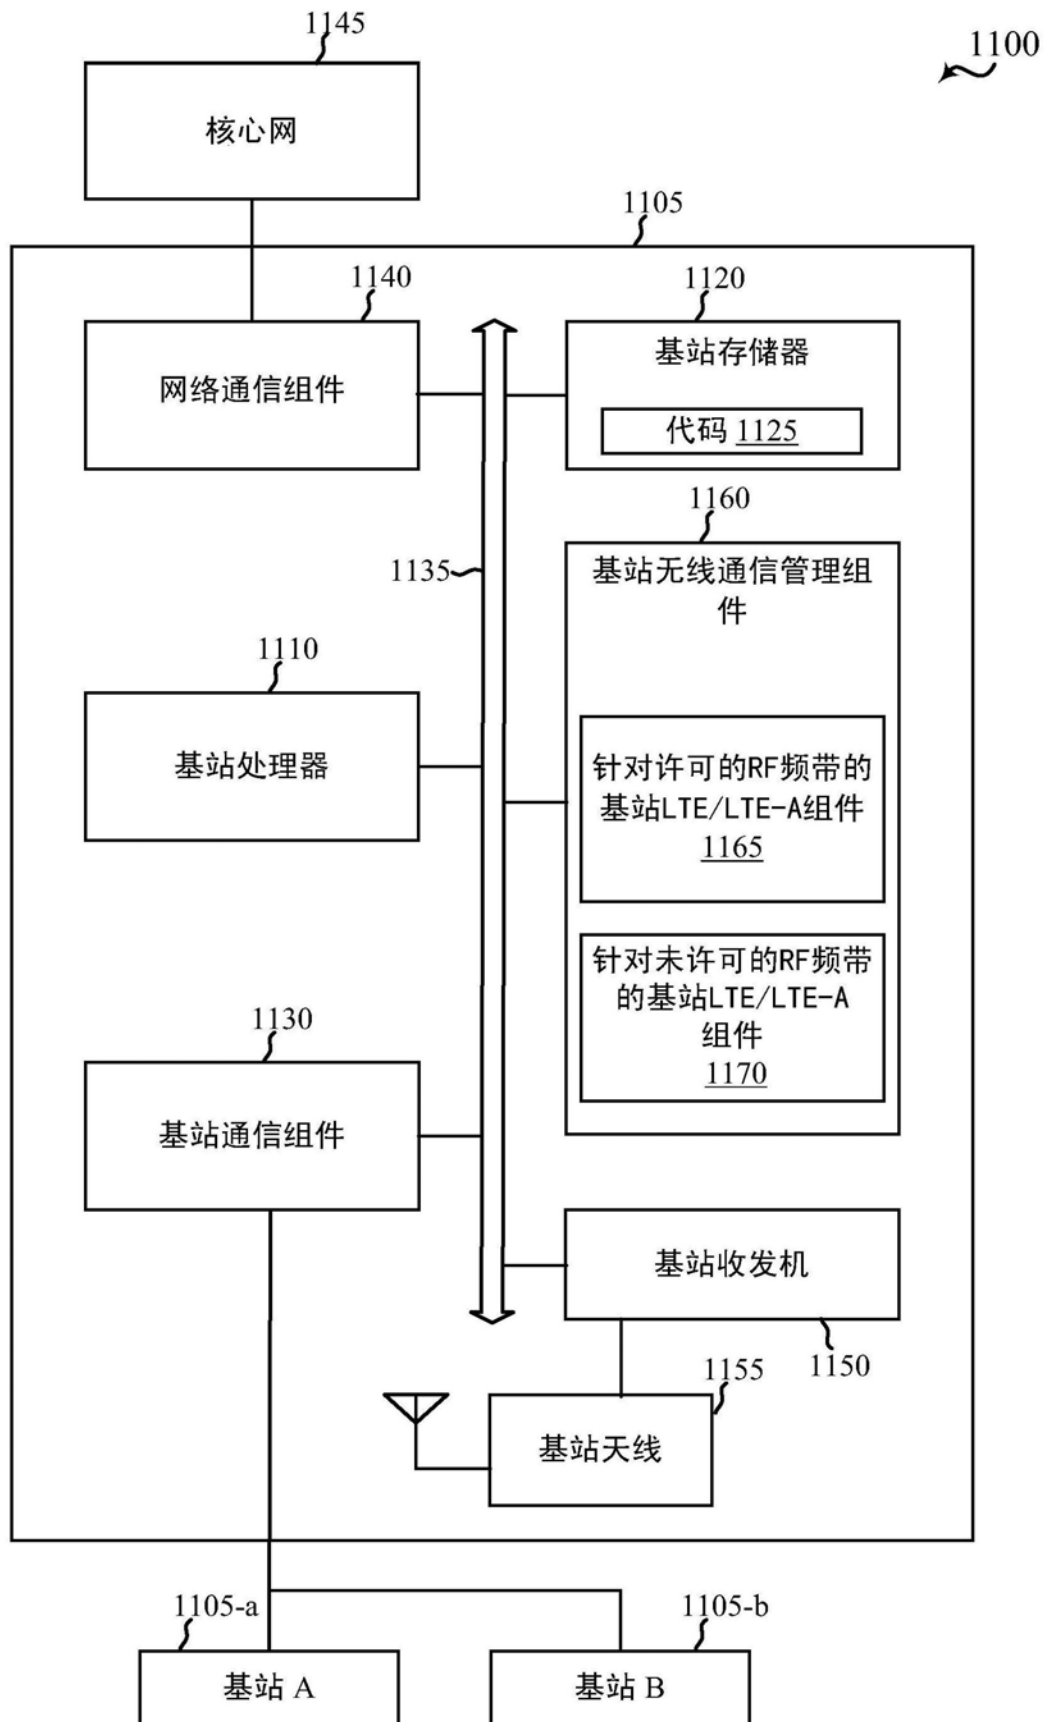 1145
1100
核心网
1105
1140
1120
网络通信组件
基站存储器
代码 1125
1160
1135
基站无线通信管理组
件
1110
基站处理器
针对许可的RF频带的
基站LTE/LTE-A组件
1165
针对未许可的RF频带
的基站LTE/LTE-A
组件
1170
1130
基站通信组件
基站收发机
1150
1155
基站天线
1105-a
1105-b
基站 A
基站 B